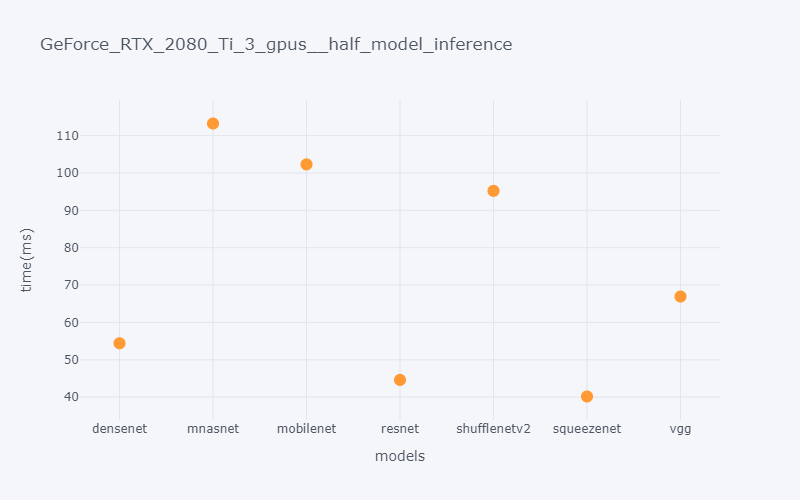 GeForce_RTX_2080_Ti_3_gpus__half_model_inference
110
100
90
80
70
60
50
40
time(ms)
densenet mnasnet mobilenet resnet shufflenetv2 squeezenet vgg
models